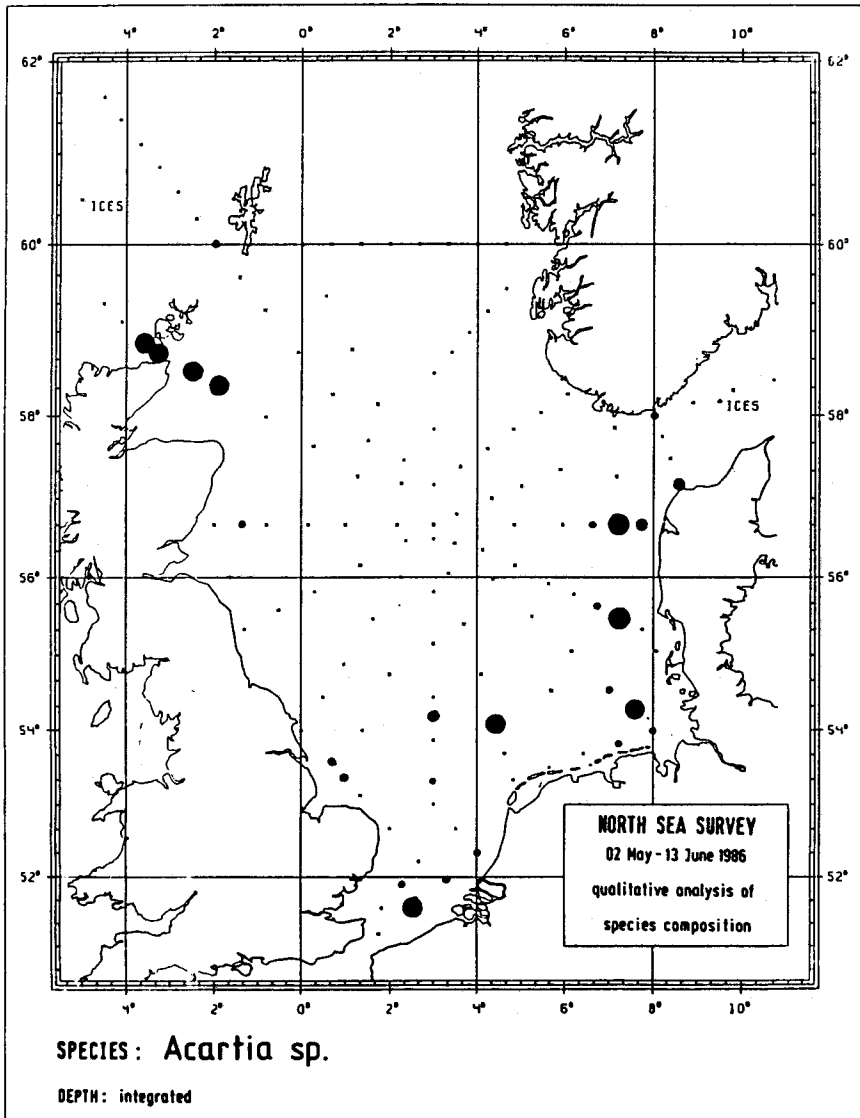 4° 2° 0° 2° 4° 6° 8° 10°
62° 62°
ICES
60° 60°
ICES
58° 58°
56° 56°
54° 54°
NORTH SEA SURVEY
02 May - 13 June 1986
qualitative analysis of
species composition
52° 52°
4° 2° 0° 2° 4° 6° 8° 10°
SPECIES: Acartia sp.
DEPTH: integrated